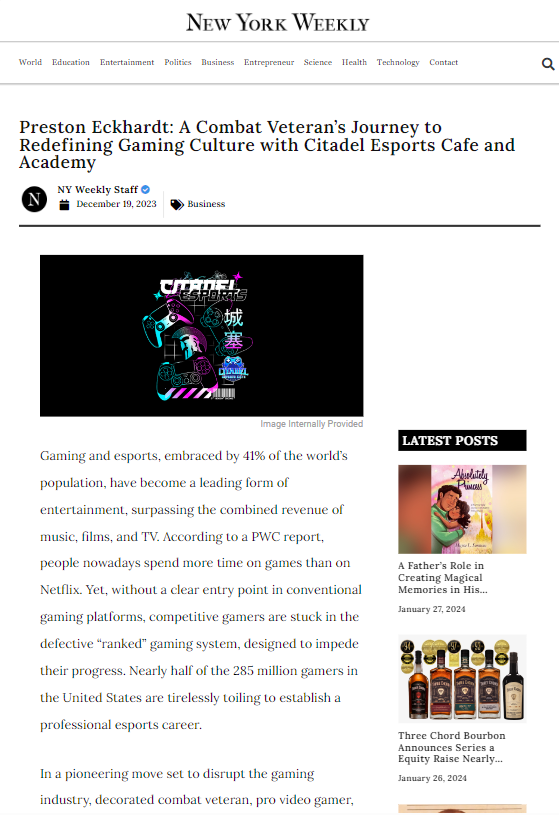 NEW YORK WEEKLY
World Education Entertainment Politics Business Entrepreneur Science Health Technology Contact
Preston Eckhardt: A Combat Veteran’s Journey to
Redefining Gaming Culture with Citadel Esports Cafe and
Academy
N
NY Weekly Staff
December 19, 2023
Business
CITADEL
ESPORTS
城
塞
CITADEL
Image Internally Provided
Gaming and esports, embraced by 41% of the world’s
population, have become a leading form of
entertainment, surpassing the combined revenue of
music, films, and TV. According to a PWC report,
people nowadays spend more time on games than on
Netflix. Yet, without a clear entry point in conventional
gaming platforms, competitive gamers are stuck in the
defective “ranked” gaming system, designed to impede
their progress. Nearly half of the 285 million gamers in
the United States are tirelessly toiling to establish a
professional esports career.
In a pioneering move set to disrupt the gaming
industry, decorated combat veteran, pro video gamer,
LATEST POSTS
Absolutely
Princess
A Father’s Role in
Creating Magical
Memories in His...
January 27, 2024
Three Chord Bourbon
Announces Series a
Equity Raise Nearly...
January 26, 2024